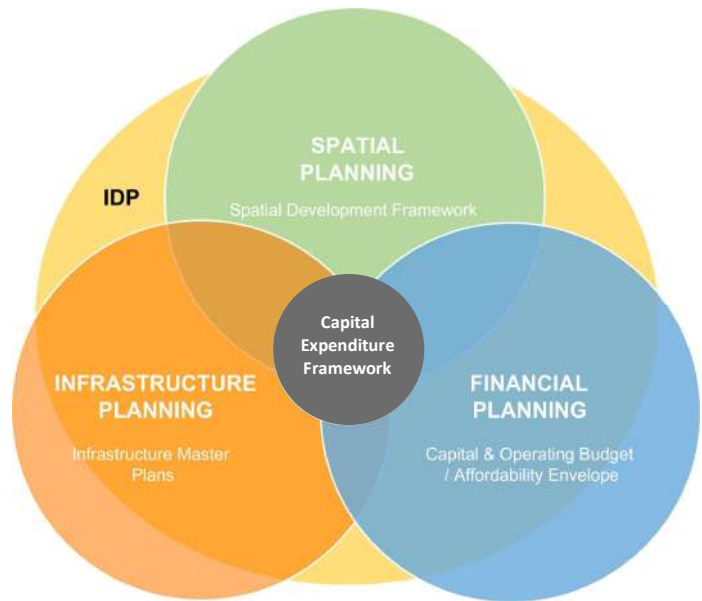 SPATIAL
PLANNING
IDP
Spatial Development Framework
Capital
Expenditure
Framework
INFRASTRUCTURE
PLANNING
Infrastructure Master
Plans
FINANCIAL
PLANNING
Capital & Operating Budget
/ Affordability Envelope